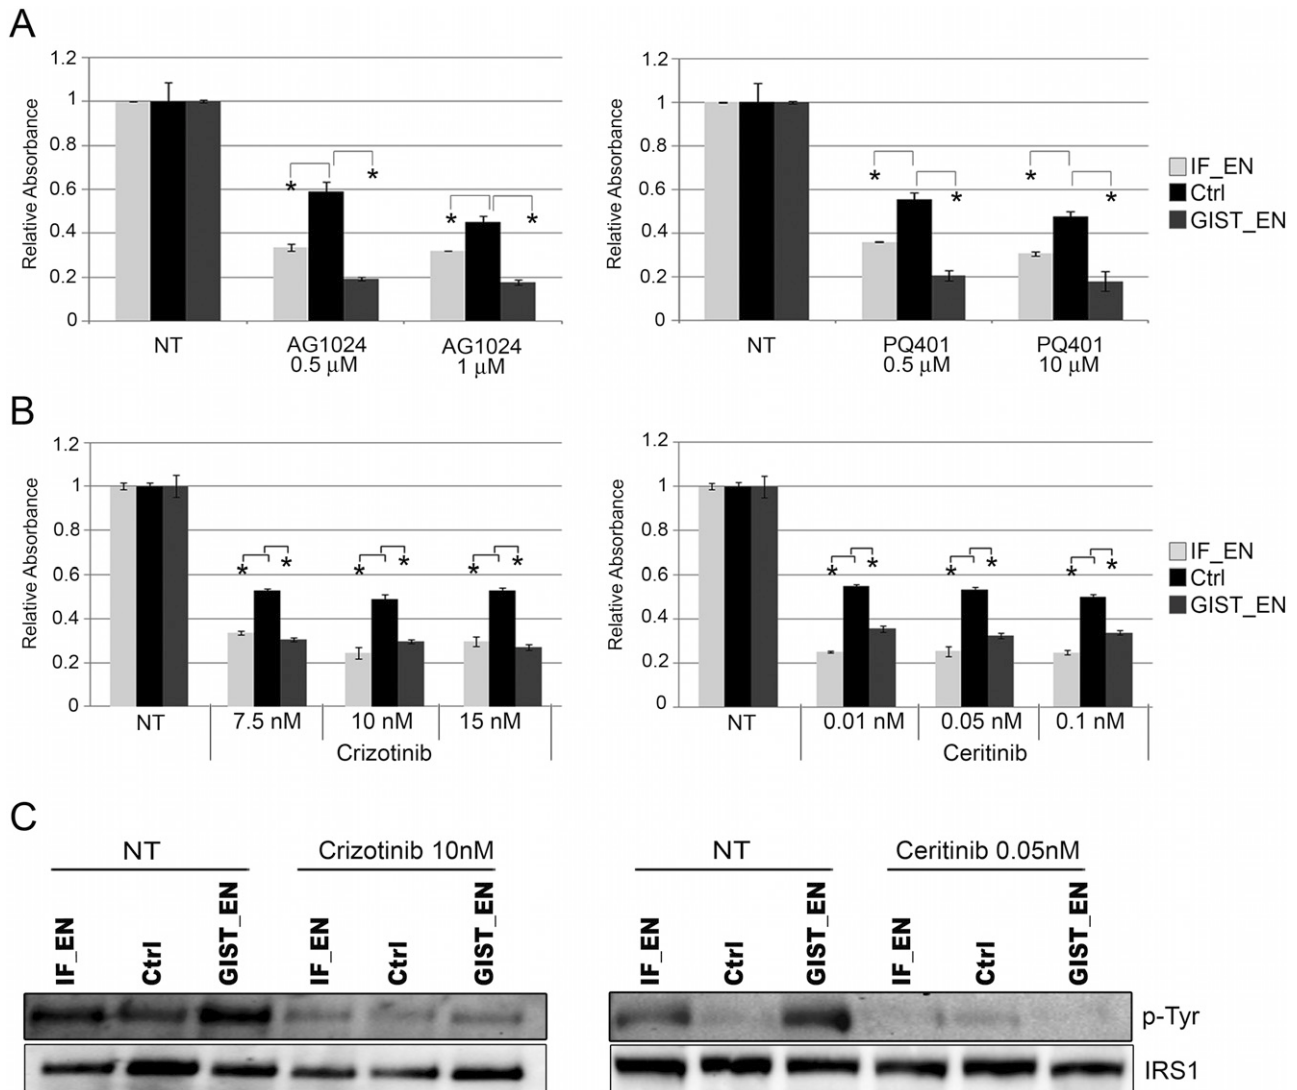 A
1.2
1
0.8
0.6
0.4
0.2
0
Relative Absorbance
* * * *
NT
AG1024
0.5 μM
AG1024
1 μM
1.2
1
0.8
0.6
0.4
0.2
0
Relative Absorbance
* * * *
NT
PQ401
0.5 μM
PQ401
10 μM
IF_EN
Ctrl
GIST_EN
B
1.2
1
0.8
0.6
0.4
0.2
0
Relative Absorbance
* * * * * *
NT
7.5 nM
10 nM
15 nM
Crizotinib
1.2
1
0.8
0.6
0.4
0.2
0
Relative Absorbance
* * * * * *
NT
0.01 nM
0.05 nM
0.1 nM
Ceritinib
IF_EN
Ctrl
GIST_EN
C
NT
Crizotinib 10nM
IF_EN
Ctrl
GIST_EN
IF_EN
Ctrl
GIST_EN
NT
Ceritinib 0.05nM
IF_EN
Ctrl
GIST_EN
IF_EN
Ctrl
GIST_EN
p-Tyr
IRS1